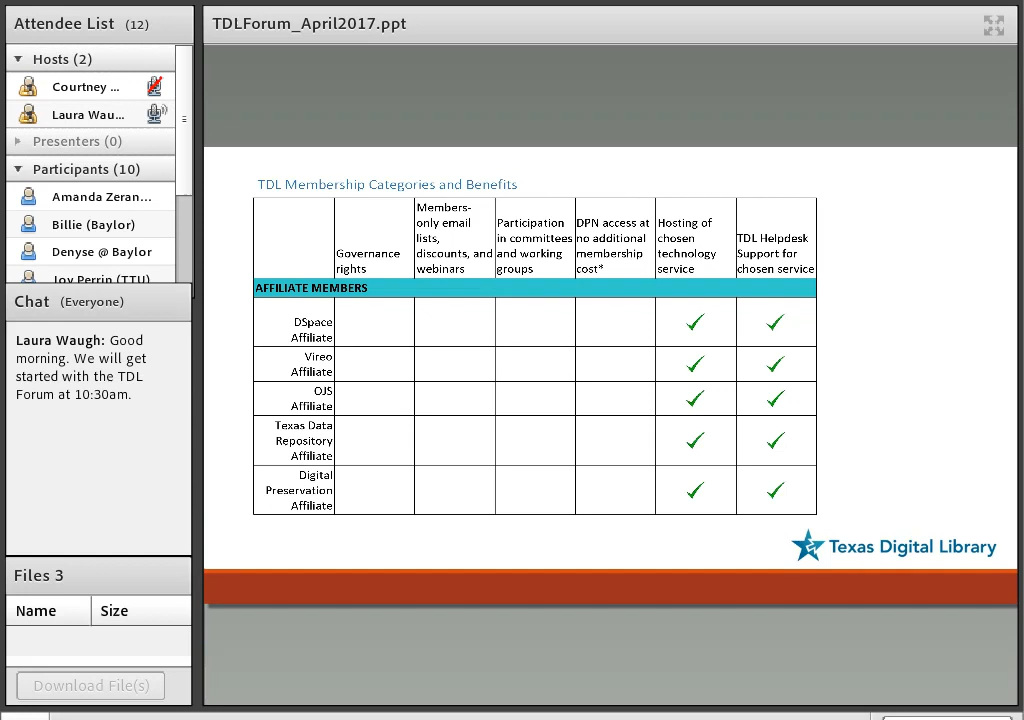 Attendee List (12)
Hosts (2)
Courtney ...
Laura Wau...
Presenters (0)
Participants (10)
Amanda Zeran...
Billie (Baylor)
Denyse @ Baylor
Joy Perrin (TTU)
Chat (Everyone)
Laura Waugh: Good
morning. We will get
started with the TDL
Forum at 10:30am.
Files 3
Name Size
Download File(s)
TDLForum_April2017.ppt
TDL Membership Categories and Benefits
Governance
rights
Members-
only email
lists,
discounts, and
webinars
Participation
in committees
and working
groups
DPN access at
no additional
membership
cost*
Hosting of
chosen
technology
service
TDL Helpdesk
Support for
chosen service
AFFILIATE MEMBERS
DSpace
Affiliate
Vireo
Affiliate
OJS
Affiliate
Texas Data
Repository
Affiliate
Digital
Preservation
Affiliate
Texas Digital Library